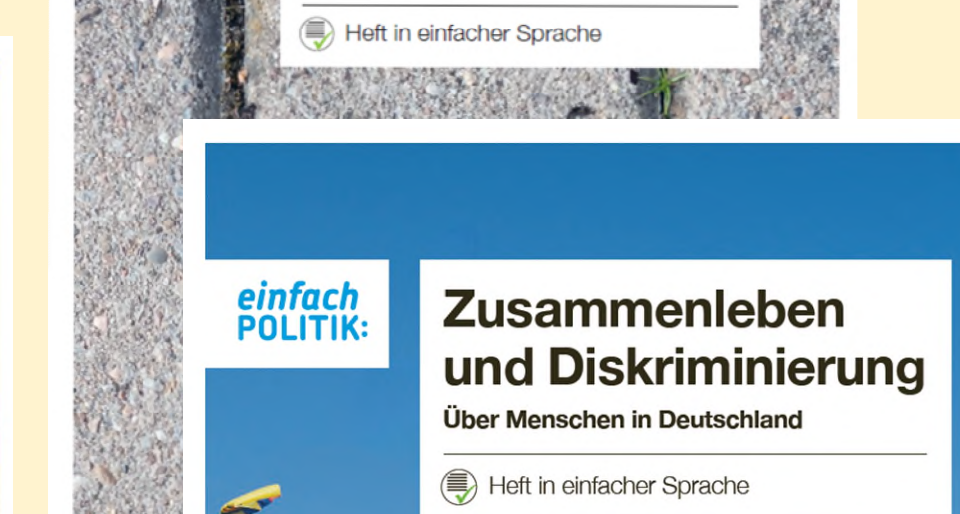 Heft in einfacher Sprache
einfach
POLITIK:
Zusammenleben
und Diskriminierung
Über Menschen in Deutschland
Heft in einfacher Sprache